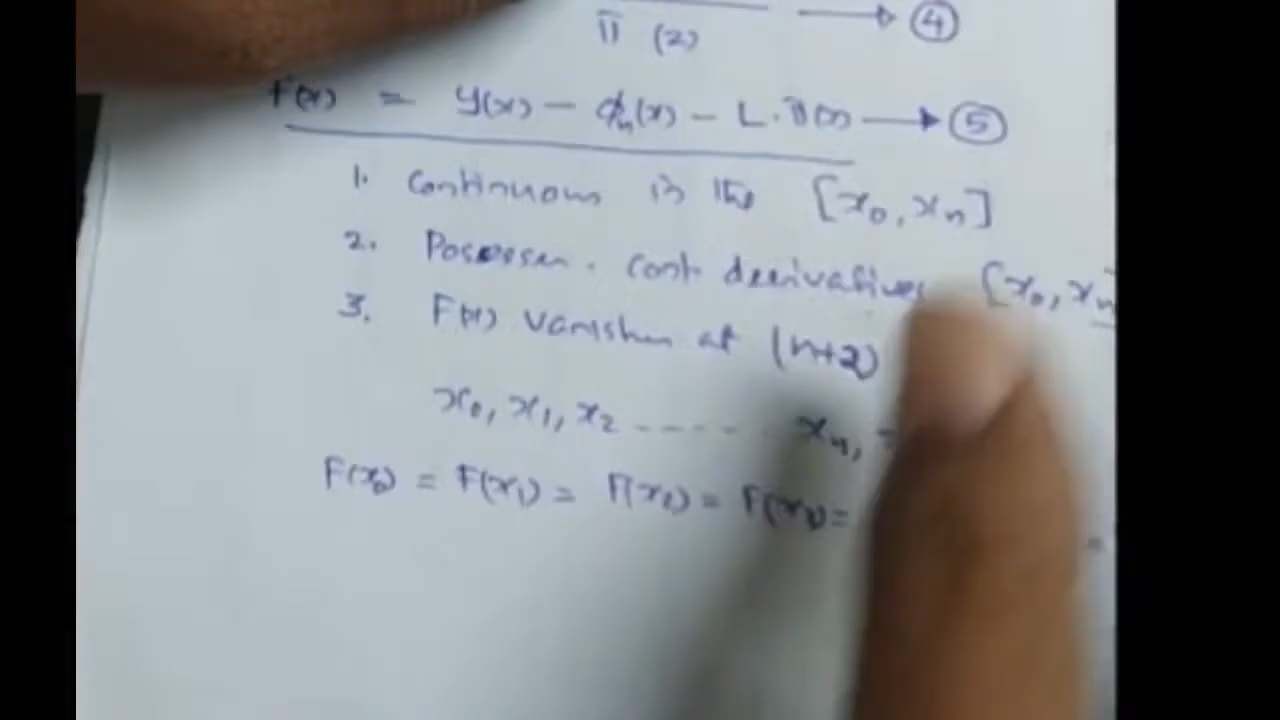 π (z) → ④
F(x) = y(x) - φₙ(x) - L.π(x) → ⑤
1. Continuous in the [x₀, xₙ]
2. Possesses. cont. derivatives [x₀, xₙ]
3. F(x) vanishes at (n+2)
x₀, x₁, x₂ ------ xₙ,
F(x₀) = F(x₁) = F(x₂) = F(x₃) =